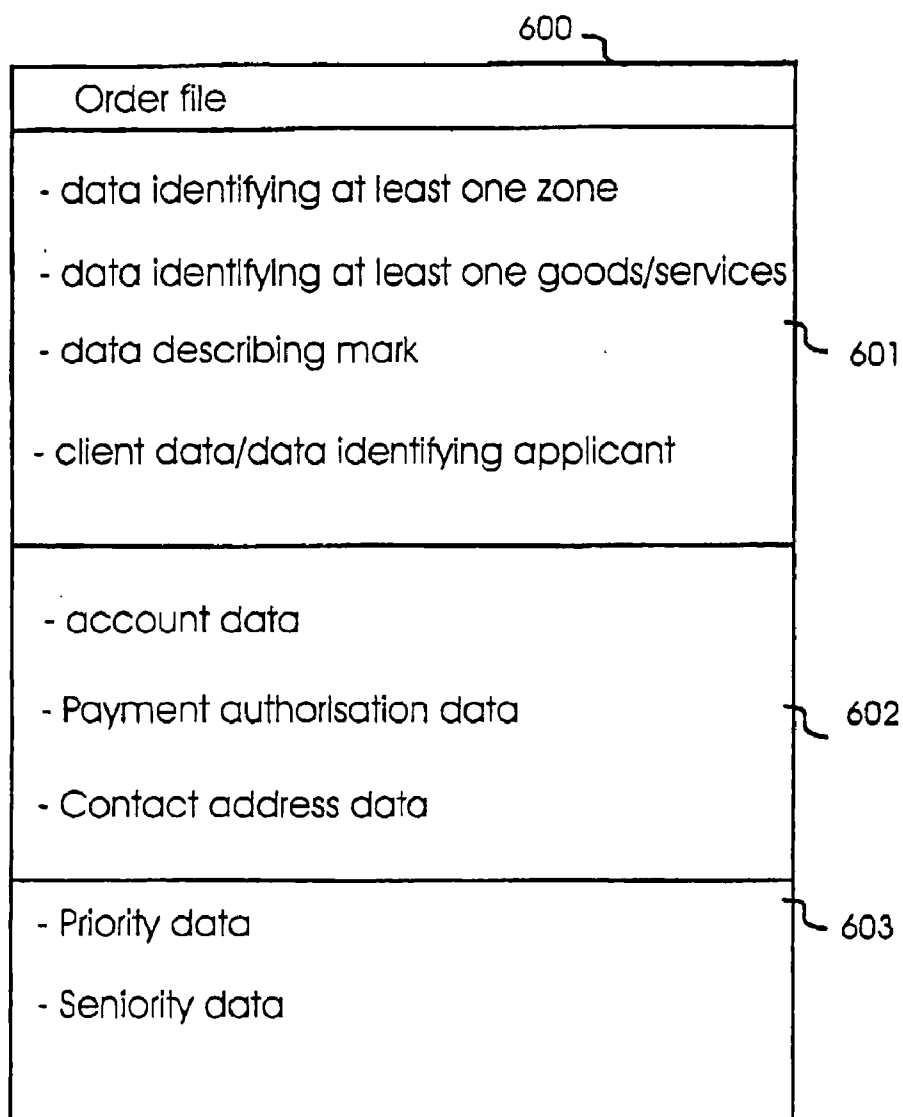 600
Order file
- data identifying at least one zone
- data identifying at least one goods/services
- data describing mark
601
- client data/data identifying applicant
- account data
- Payment authorisation data
602
- Contact address data
- Priority data
603
- Seniority data